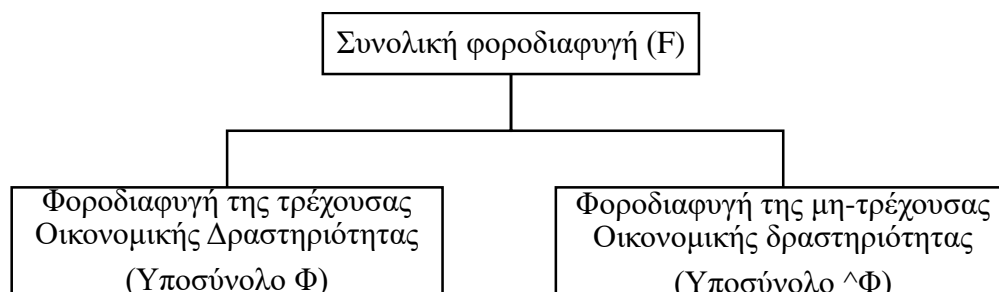 Συνολική φοροδιαφυγή (F)
Φοροδιαφυγή της τρέχουσας
Οικονομικής Δραστηριότητας
(Υποσύνολο Φ)
Φοροδιαφυγή της μη-τρέχουσας
Οικονομικής δραστηριότητας
(Υποσύνολο ^Φ)